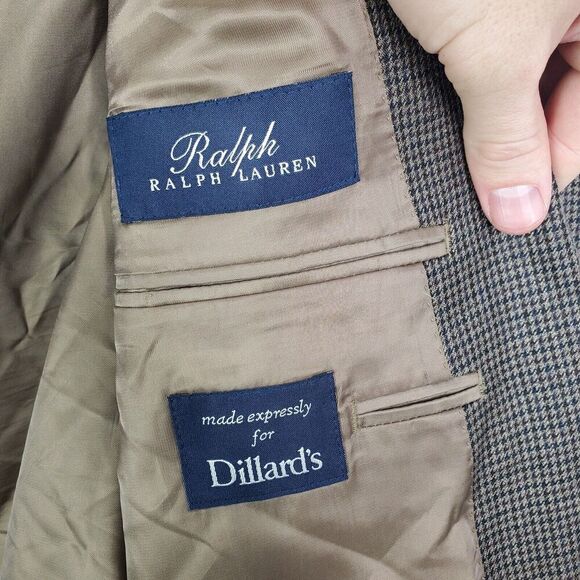 Ralph
RALPH LAUREN
made expressly
for
Dillard's